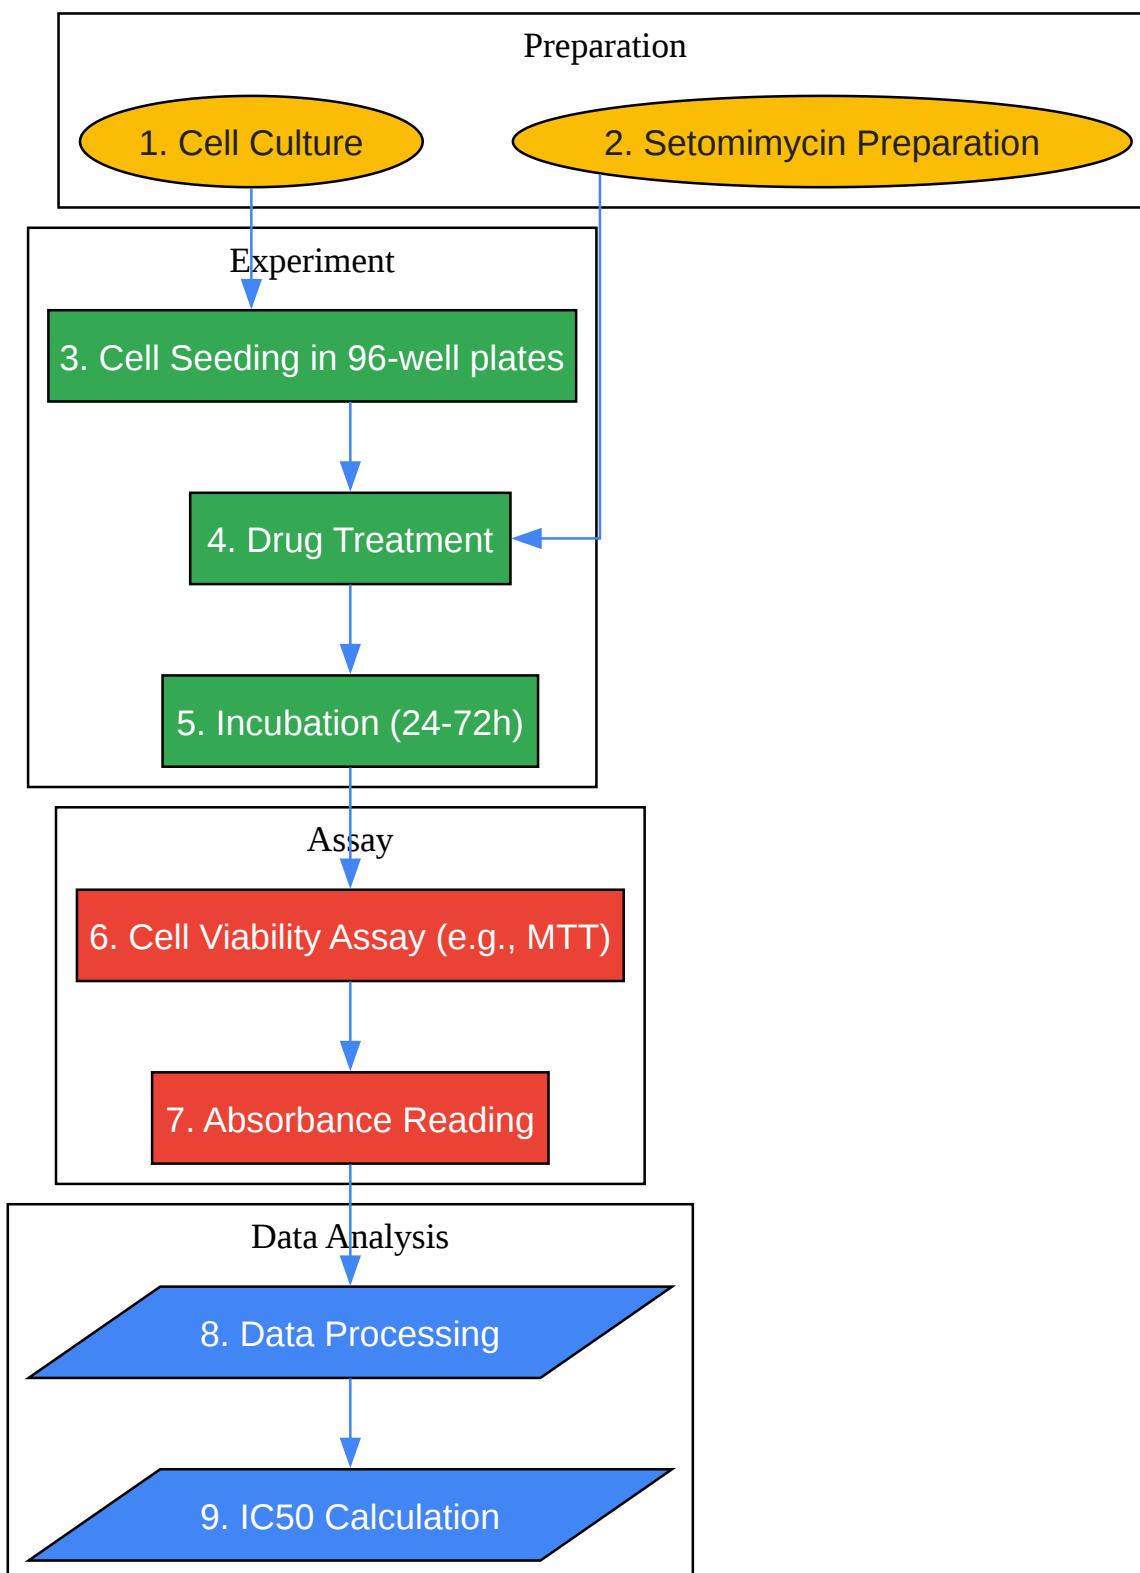 Preparation
1. Cell Culture
2. Setomimycin Preparation
Experiment
3. Cell Seeding in 96-well plates
4. Drug Treatment
5. Incubation (24-72h)
Assay
6. Cell Viability Assay (e.g., MTT)
7. Absorbance Reading
Data Analysis
8. Data Processing
9. IC50 Calculation